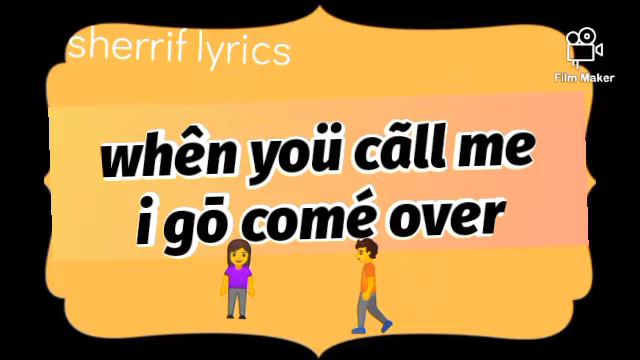 sherrif lyrics
Film Maker
whên yoü cãll me
i gō comé over